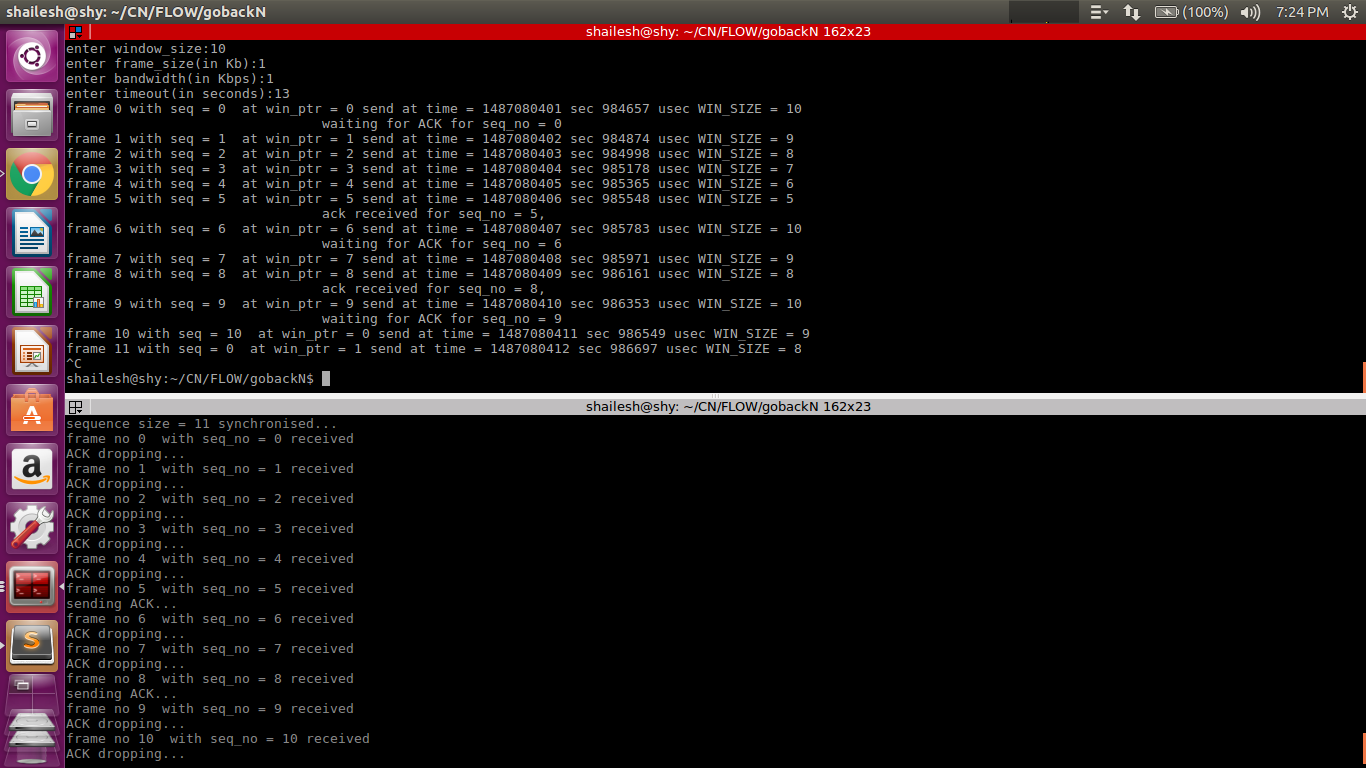 shailesh@shy: ~/CN/FLOW/gobackN
(100%)
7:24 PM
shailesh@shy: ~/CN/FLOW/gobackN 162x23
enter window_size:10
enter frame_size(in Kb):1
enter bandwidth(in Kbps):1
enter timeout(in seconds):13
frame 0 with seq = 0  at win_ptr = 0 send at time = 1487080401 sec 984657 usec WIN_SIZE = 10
waiting for ACK for seq_no = 0
frame 1 with seq = 1  at win_ptr = 1 send at time = 1487080402 sec 984874 usec WIN_SIZE = 9
frame 2 with seq = 2  at win_ptr = 2 send at time = 1487080403 sec 984998 usec WIN_SIZE = 8
frame 3 with seq = 3  at win_ptr = 3 send at time = 1487080404 sec 985178 usec WIN_SIZE = 7
frame 4 with seq = 4  at win_ptr = 4 send at time = 1487080405 sec 985365 usec WIN_SIZE = 6
frame 5 with seq = 5  at win_ptr = 5 send at time = 1487080406 sec 985548 usec WIN_SIZE = 5
ack received for seq_no = 5,
frame 6 with seq = 6  at win_ptr = 6 send at time = 1487080407 sec 985783 usec WIN_SIZE = 10
waiting for ACK for seq_no = 6
frame 7 with seq = 7  at win_ptr = 7 send at time = 1487080408 sec 985971 usec WIN_SIZE = 9
frame 8 with seq = 8  at win_ptr = 8 send at time = 1487080409 sec 986161 usec WIN_SIZE = 8
ack received for seq_no = 8,
frame 9 with seq = 9  at win_ptr = 9 send at time = 1487080410 sec 986353 usec WIN_SIZE = 10
waiting for ACK for seq_no = 9
frame 10 with seq = 10  at win_ptr = 0 send at time = 1487080411 sec 986549 usec WIN_SIZE = 9
frame 11 with seq = 0  at win_ptr = 1 send at time = 1487080412 sec 986697 usec WIN_SIZE = 8
^C
shailesh@shy:~/CN/FLOW/gobackN$
shailesh@shy: ~/CN/FLOW/gobackN 162x23
sequence size = 11 synchronised...
frame no 0  with seq_no = 0 received
ACK dropping...
frame no 1  with seq_no = 1 received
ACK dropping...
frame no 2  with seq_no = 2 received
ACK dropping...
frame no 3  with seq_no = 3 received
ACK dropping...
frame no 4  with seq_no = 4 received
ACK dropping...
frame no 5  with seq_no = 5 received
sending ACK...
frame no 6  with seq_no = 6 received
ACK dropping...
frame no 7  with seq_no = 7 received
ACK dropping...
frame no 8  with seq_no = 8 received
sending ACK...
frame no 9  with seq_no = 9 received
ACK dropping...
frame no 10  with seq_no = 10 received
ACK dropping...